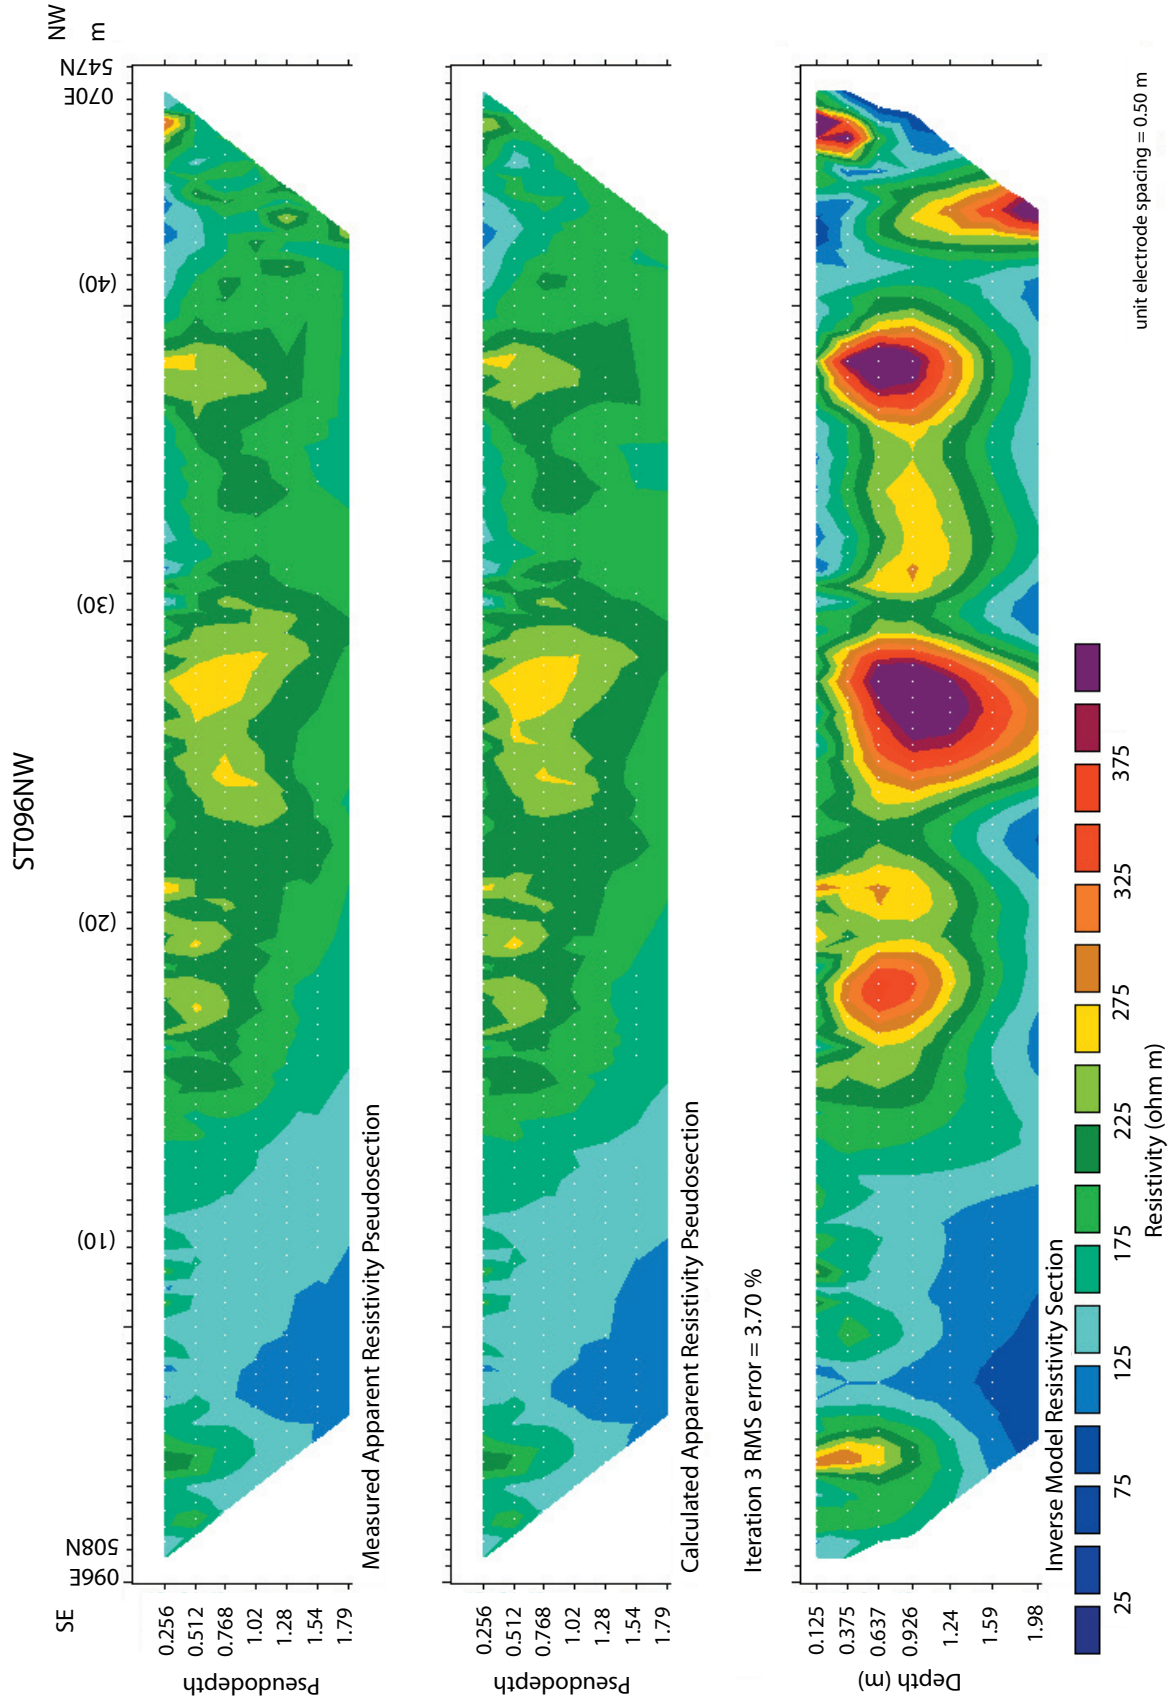 ST096NW
SE
NW
m
096E
508N
(10)
(20)
(30)
(40)
070E
547N
Pseudodepth
0.256
0.512
0.768
1.02
1.28
1.54
1.79
Measured Apparent Resistivity Pseudosection
Pseudodepth
0.256
0.512
0.768
1.02
1.28
1.54
1.79
Calculated Apparent Resistivity Pseudosection
Iteration 3 RMS error = 3.70 %
Depth (m)
0.125
0.375
0.637
0.926
1.24
1.59
1.98
Inverse Model Resistivity Section
25
75
125
175
225
275
325
375
Resistivity (ohm m)
unit electrode spacing = 0.50 m